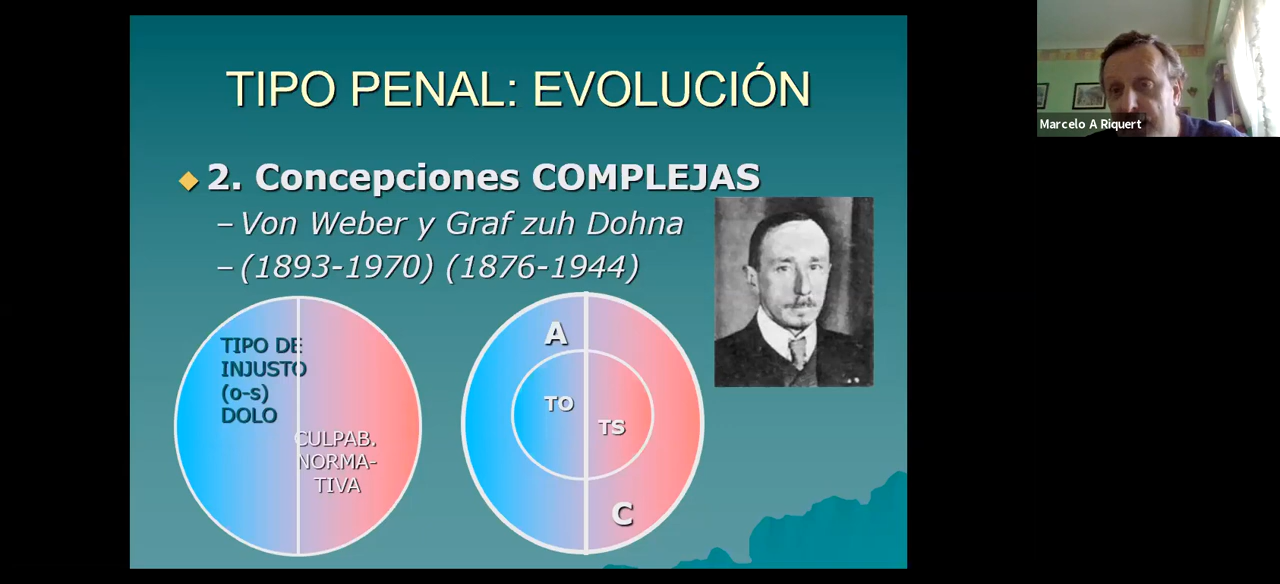 TIPO PENAL: EVOLUCIÓN
2. Concepciones COMPLEJAS
– Von Weber y Graf zuh Dohna
– (1893-1970) (1876-1944)
TIPO DE
INJUSTO
(o-s)
DOLO
CULPAB.
NORMA-
TIVA
A
TO
TS
C
Marcelo A Riquert